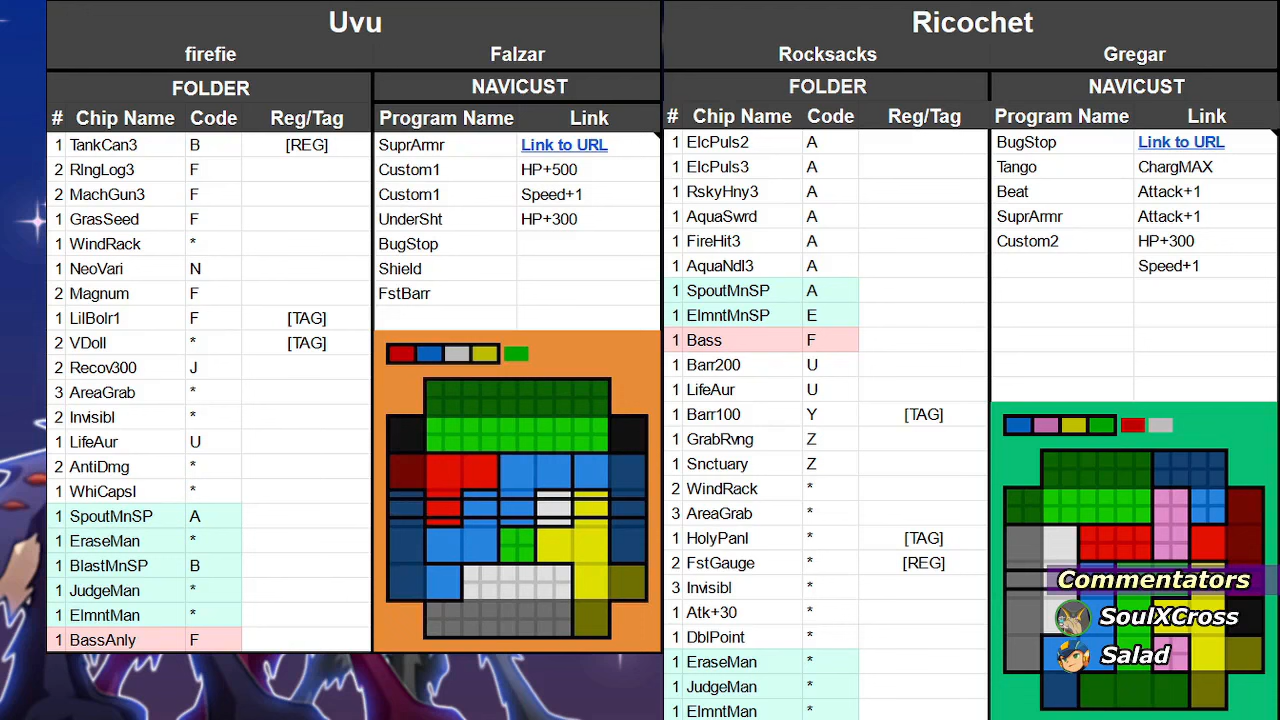 Uvu
firefie Falzar
FOLDER NAVICUST
# Chip Name Code Reg/Tag Program Name Link
1 TankCan3 B [REG] SuprArmr Link to URL
2 RlngLog3 F Custom1 HP+500
2 MachGun3 F Custom1 Speed+1
1 GrasSeed F UnderSht HP+300
1 WindRack * BugStop
1 NeoVari N Shield
2 Magnum F FstBarr
1 LilBolr1 F [TAG]
2 VDoll * [TAG]
2 Recov300 J
3 AreaGrab *
2 Invisibl *
1 LifeAur U
2 AntiDmg *
1 WhiCapsl *
1 SpoutMnSP A
1 EraseMan *
1 BlastMnSP B
1 JudgeMan *
1 ElmntMan *
1 BassAnly F
Ricochet
Rocksacks Gregar
FOLDER NAVICUST
# Chip Name Code Reg/Tag Program Name Link
1 ElcPuls2 A BugStop Link to URL
1 ElcPuls3 A Tango ChargMAX
1 RskyHny3 A Beat Attack+1
1 AquaSwrd A SuprArmr Attack+1
1 FireHit3 A Custom2 HP+300
1 AquaNdl3 A Speed+1
1 SpoutMnSP A
1 ElmntMnSP E
1 Bass F
1 Barr200 U
1 LifeAur U
1 Barr100 Y [TAG]
1 GrabRvng Z
1 Snctuary Z
2 WindRack *
3 AreaGrab *
1 HolyPanl * [TAG]
2 FstGauge * [REG]
3 Invisibl *
1 Atk+30 *
1 DblPoint *
1 EraseMan *
1 JudgeMan *
1 ElmntMan *
Commentators
SoulXCross
Salad